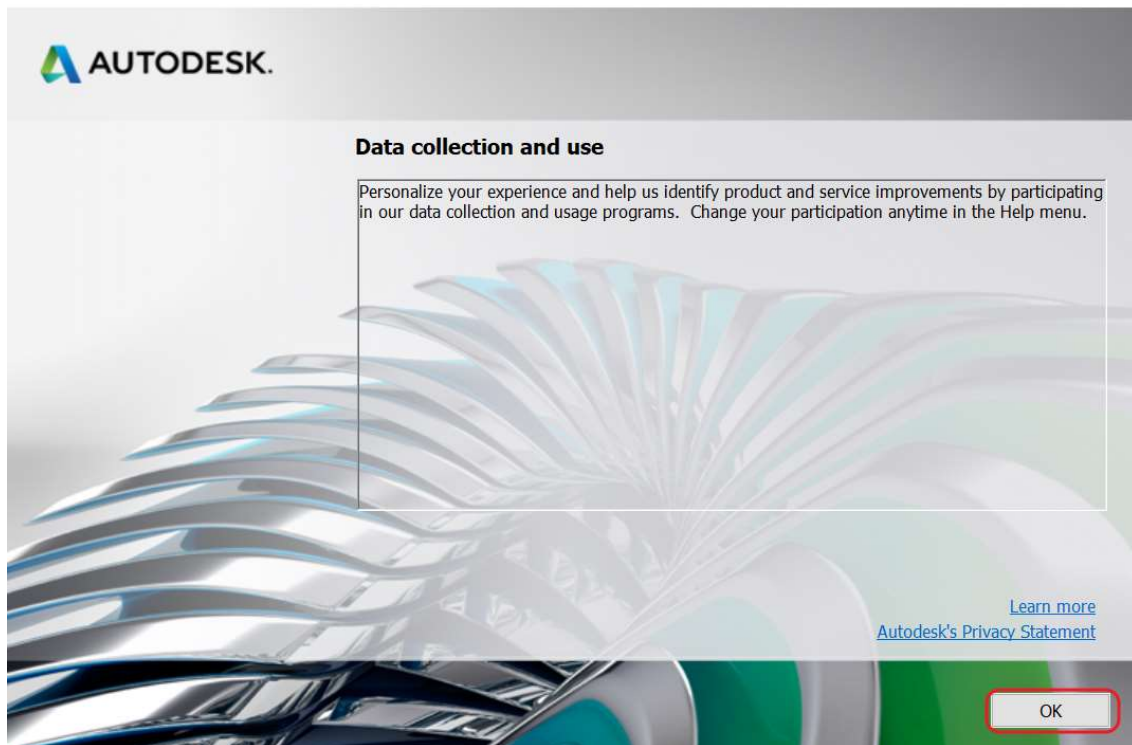 AUTODESK.
Data collection and use
Personalize your experience and help us identify product and service improvements by participating
in our data collection and usage programs.  Change your participation anytime in the Help menu.
Learn more
Autodesk's Privacy Statement
OK